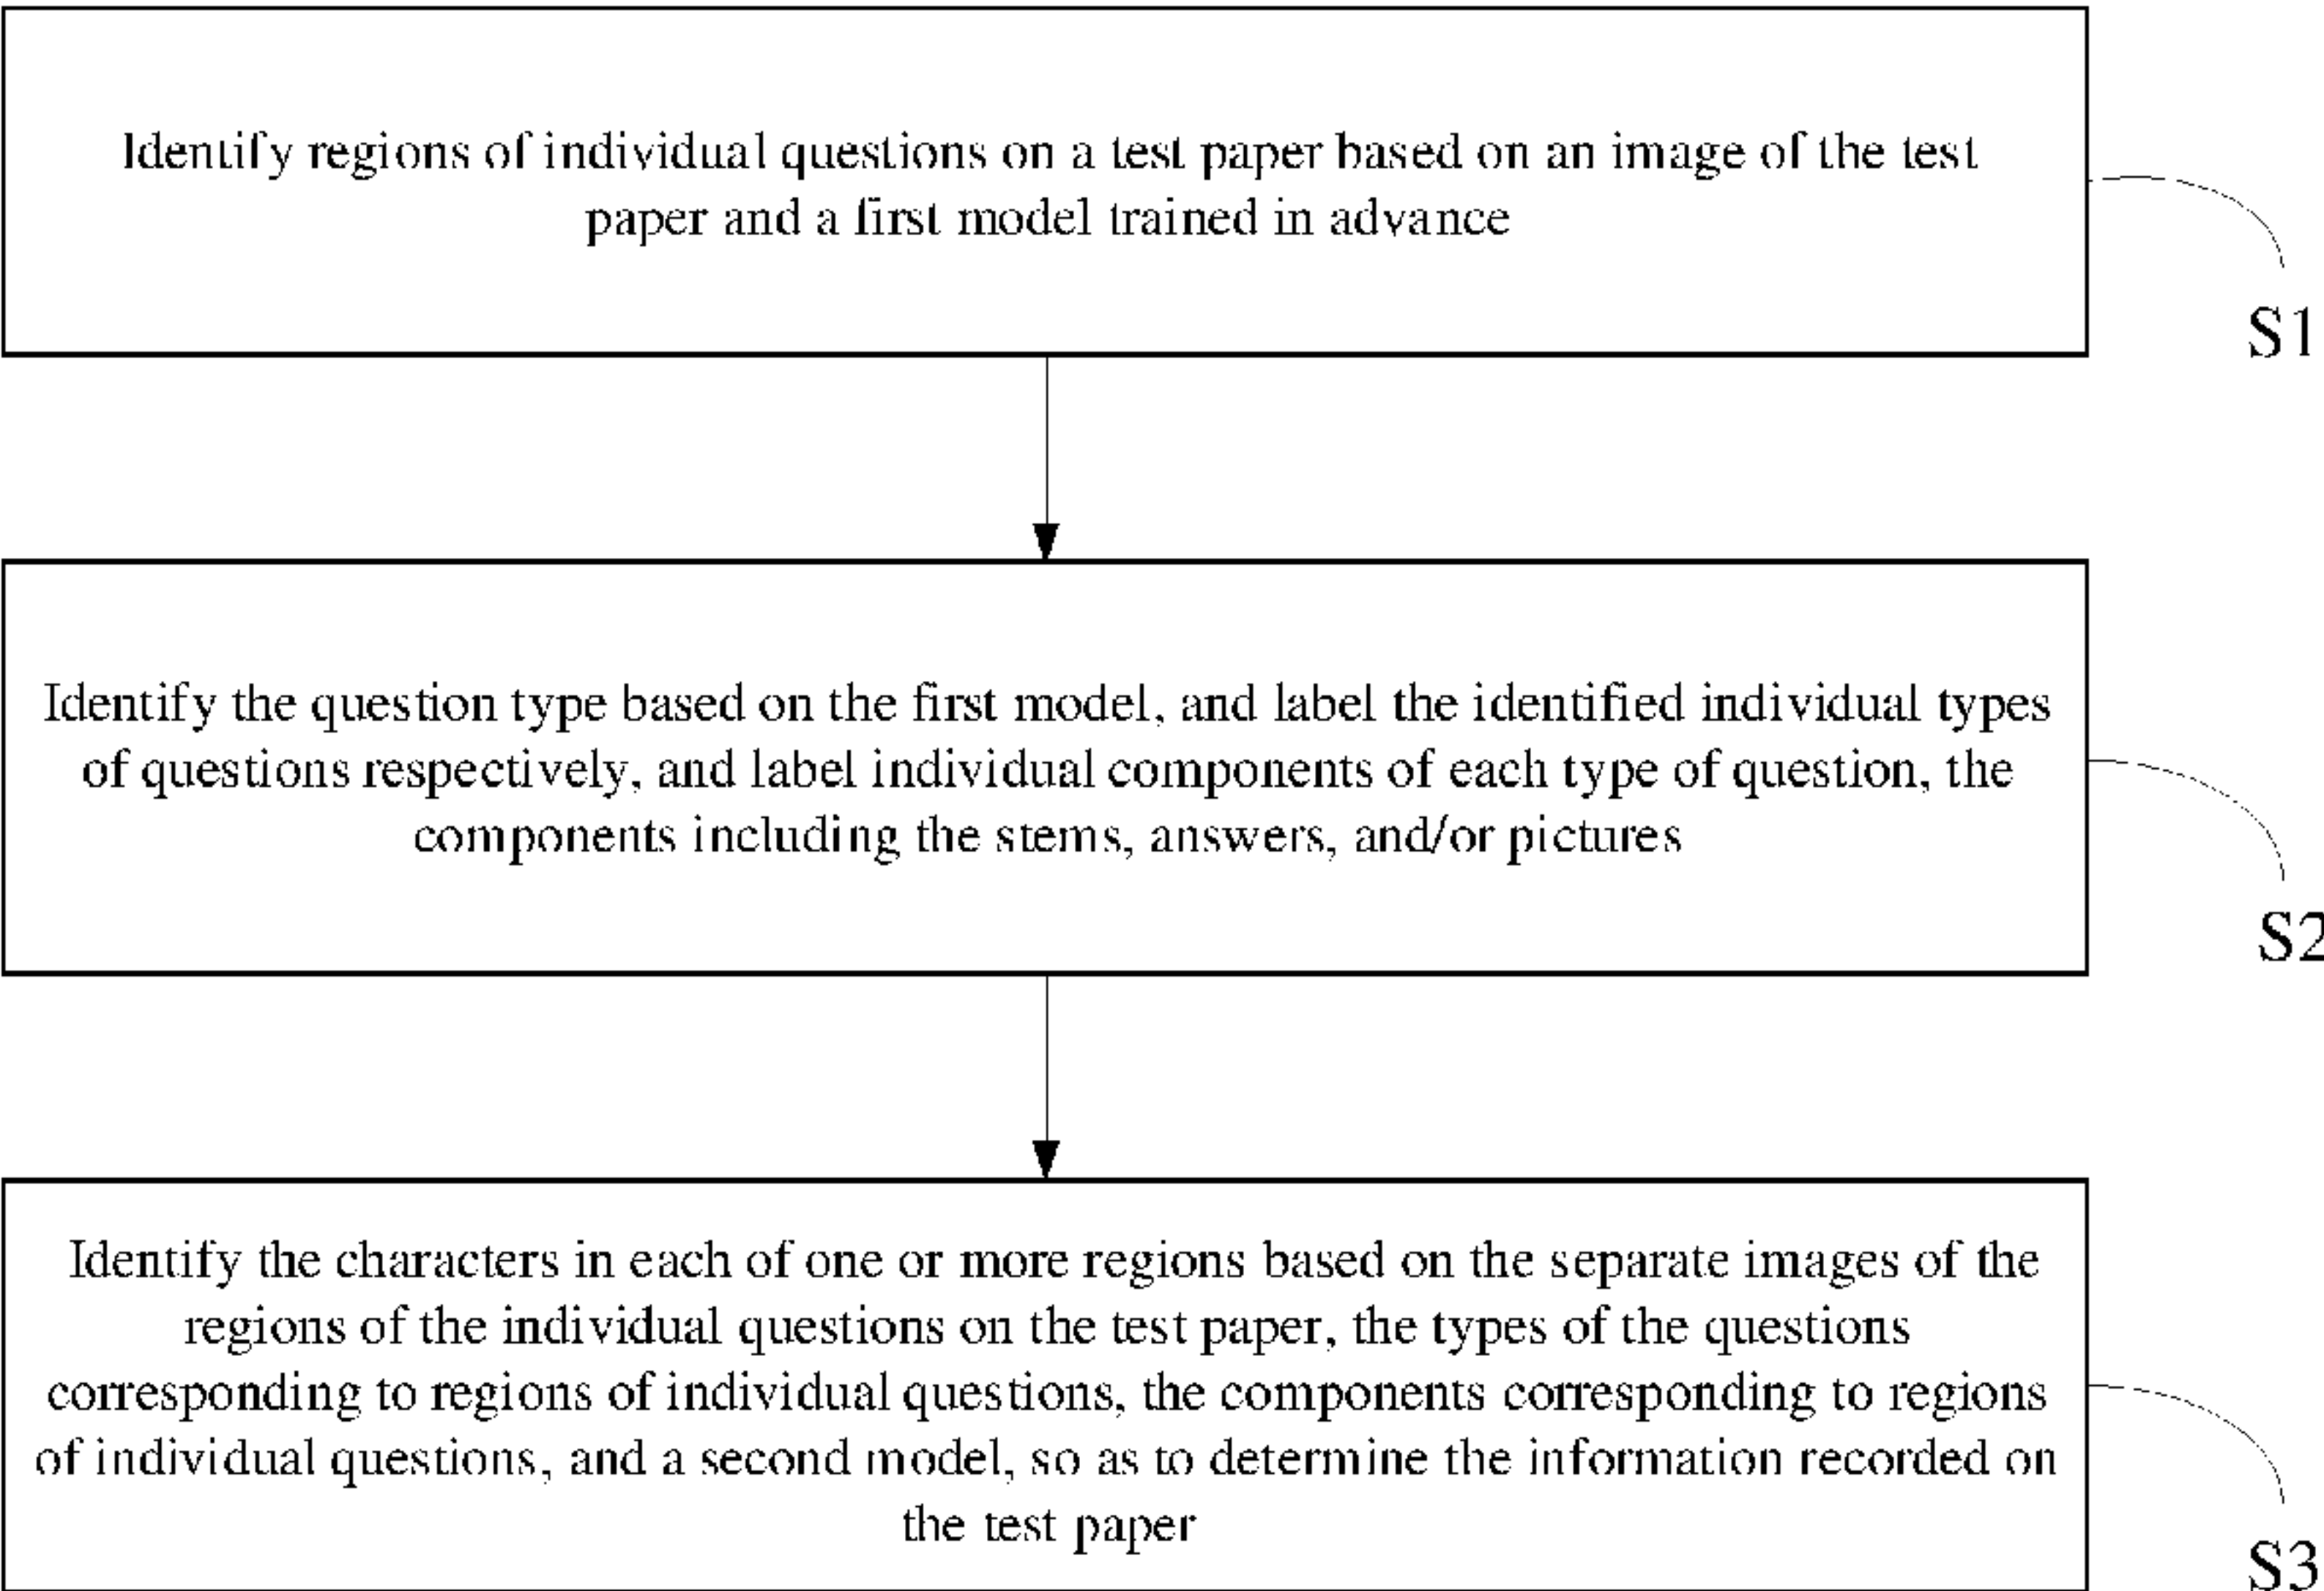 Identify regions of individual questions on a test paper based on an image of the test
paper and a first model trained in advance
S1
Identify the question type based on the first model, and label the identified individual types
of questions respectively, and label individual components of each type of question, the
components including the stems, answers, and/or pictures
S2
Identify the characters in each of one or more regions based on the separate images of the
regions of the individual questions on the test paper, the types of the questions
corresponding to regions of individual questions, the components corresponding to regions
of individual questions, and a second model, so as to determine the information recorded on
the test paper
S3